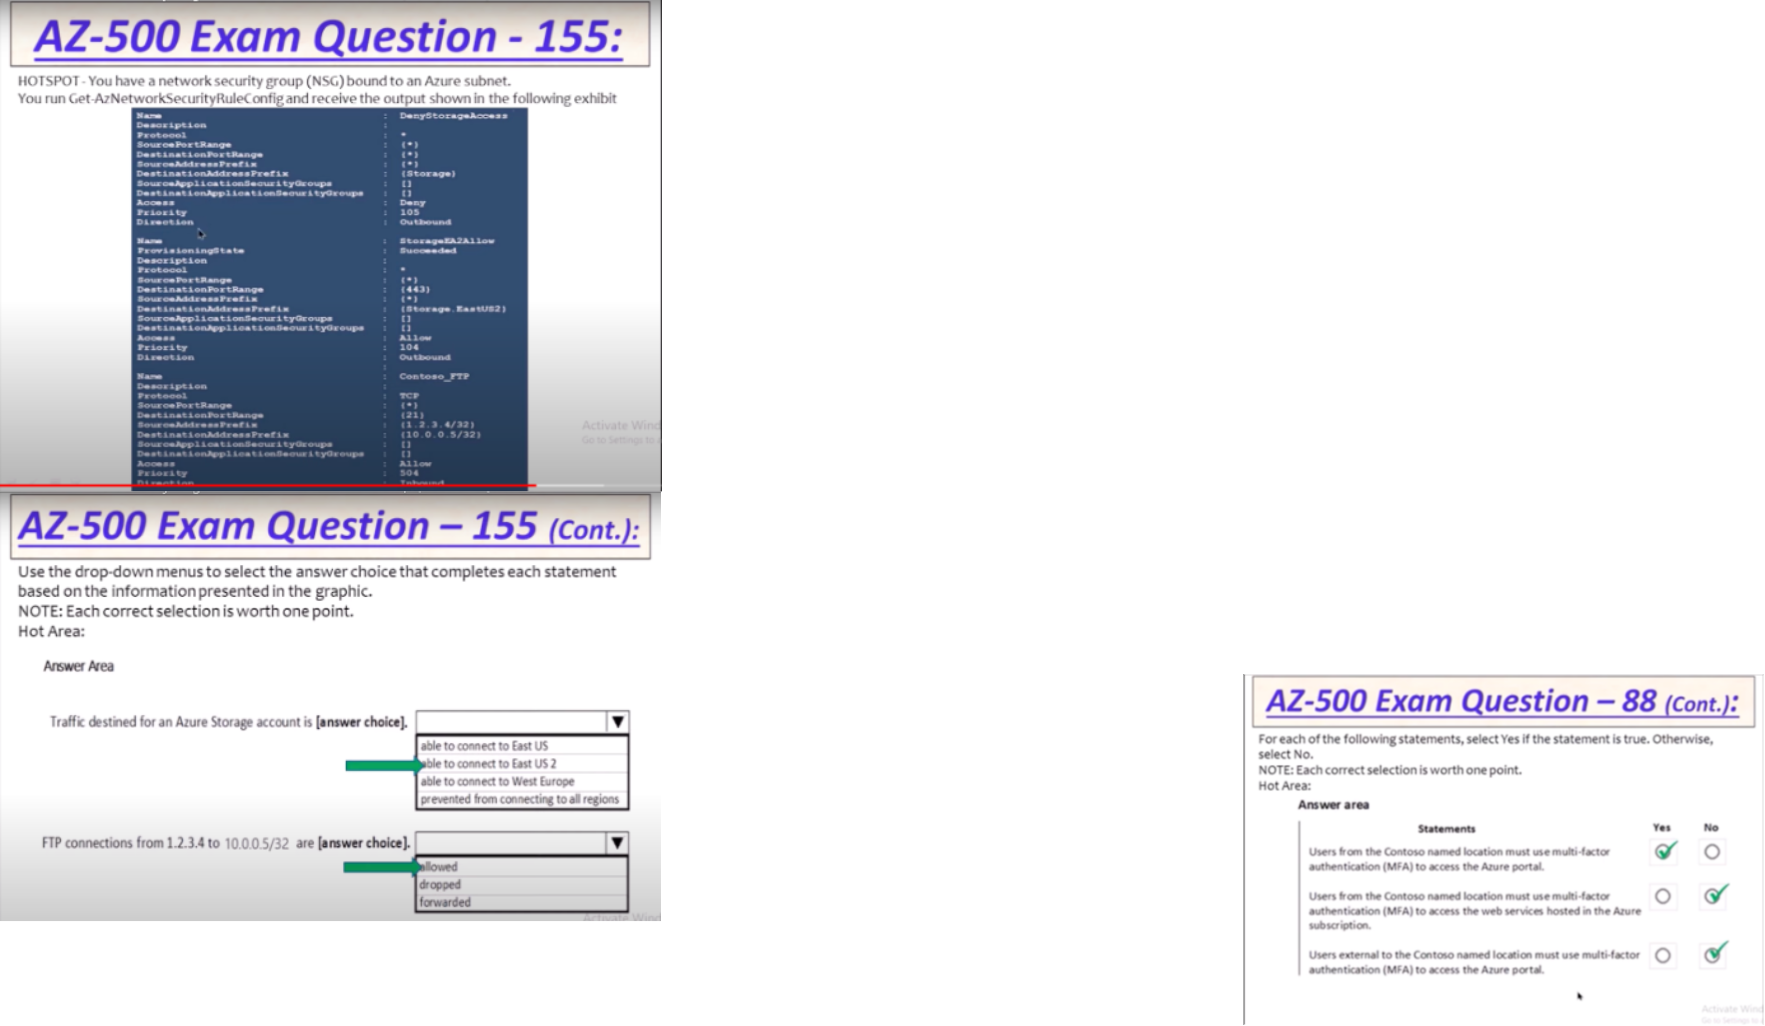 AZ-500 Exam Question - 155:
HOTSPOT - You have a network security group (NSG) bound to an Azure subnet.
You run Get-AzNetworkSecurityRuleConfig and receive the output shown in the following exhibit
Name : DenyStorageAccess
Description :
Protocol : *
SourcePortRange : {*}
DestinationPortRange : {*}
SourceAddressPrefix : {*}
DestinationAddressPrefix : {Storage}
SourceApplicationSecurityGroups : []
DestinationApplicationSecurityGroups : []
Access : Deny
Priority : 105
Direction : Outbound
Name : StorageEA2Allow
ProvisioningState : Succeeded
Description :
Protocol : *
SourcePortRange : {*}
DestinationPortRange : {443}
SourceAddressPrefix : {*}
DestinationAddressPrefix : {Storage.EastUS2}
SourceApplicationSecurityGroups : []
DestinationApplicationSecurityGroups : []
Access : Allow
Priority : 104
Direction : Outbound
Name : Contoso_FTP
Description :
Protocol : TCP
SourcePortRange : {*}
DestinationPortRange : {21}
SourceAddressPrefix : {1.2.3.4/32}
DestinationAddressPrefix : {10.0.0.5/32}
SourceApplicationSecurityGroups : []
DestinationApplicationSecurityGroups : []
Access : Allow
Priority : 504
Direction : Inbound
Activate Wind
Go to Settings to
AZ-500 Exam Question – 155 (Cont.):
Use the drop-down menus to select the answer choice that completes each statement
based on the information presented in the graphic.
NOTE: Each correct selection is worth one point.
Hot Area:
Answer Area
Traffic destined for an Azure Storage account is [answer choice].
able to connect to East US
able to connect to East US 2
able to connect to West Europe
prevented from connecting to all regions
FTP connections from 1.2.3.4 to 10.0.0.5/32 are [answer choice].
allowed
dropped
forwarded
Activate Wind
AZ-500 Exam Question – 88 (Cont.):
For each of the following statements, select Yes if the statement is true. Otherwise,
select No.
NOTE: Each correct selection is worth one point.
Hot Area:
Answer area
Statements Yes No
Users from the Contoso named location must use multi-factor
authentication (MFA) to access the Azure portal.
Users from the Contoso named location must use multi-factor
authentication (MFA) to access the web services hosted in the Azure
subscription.
Users external to the Contoso named location must use multi-factor
authentication (MFA) to access the Azure portal.
Activate Wind
Go to Settings to